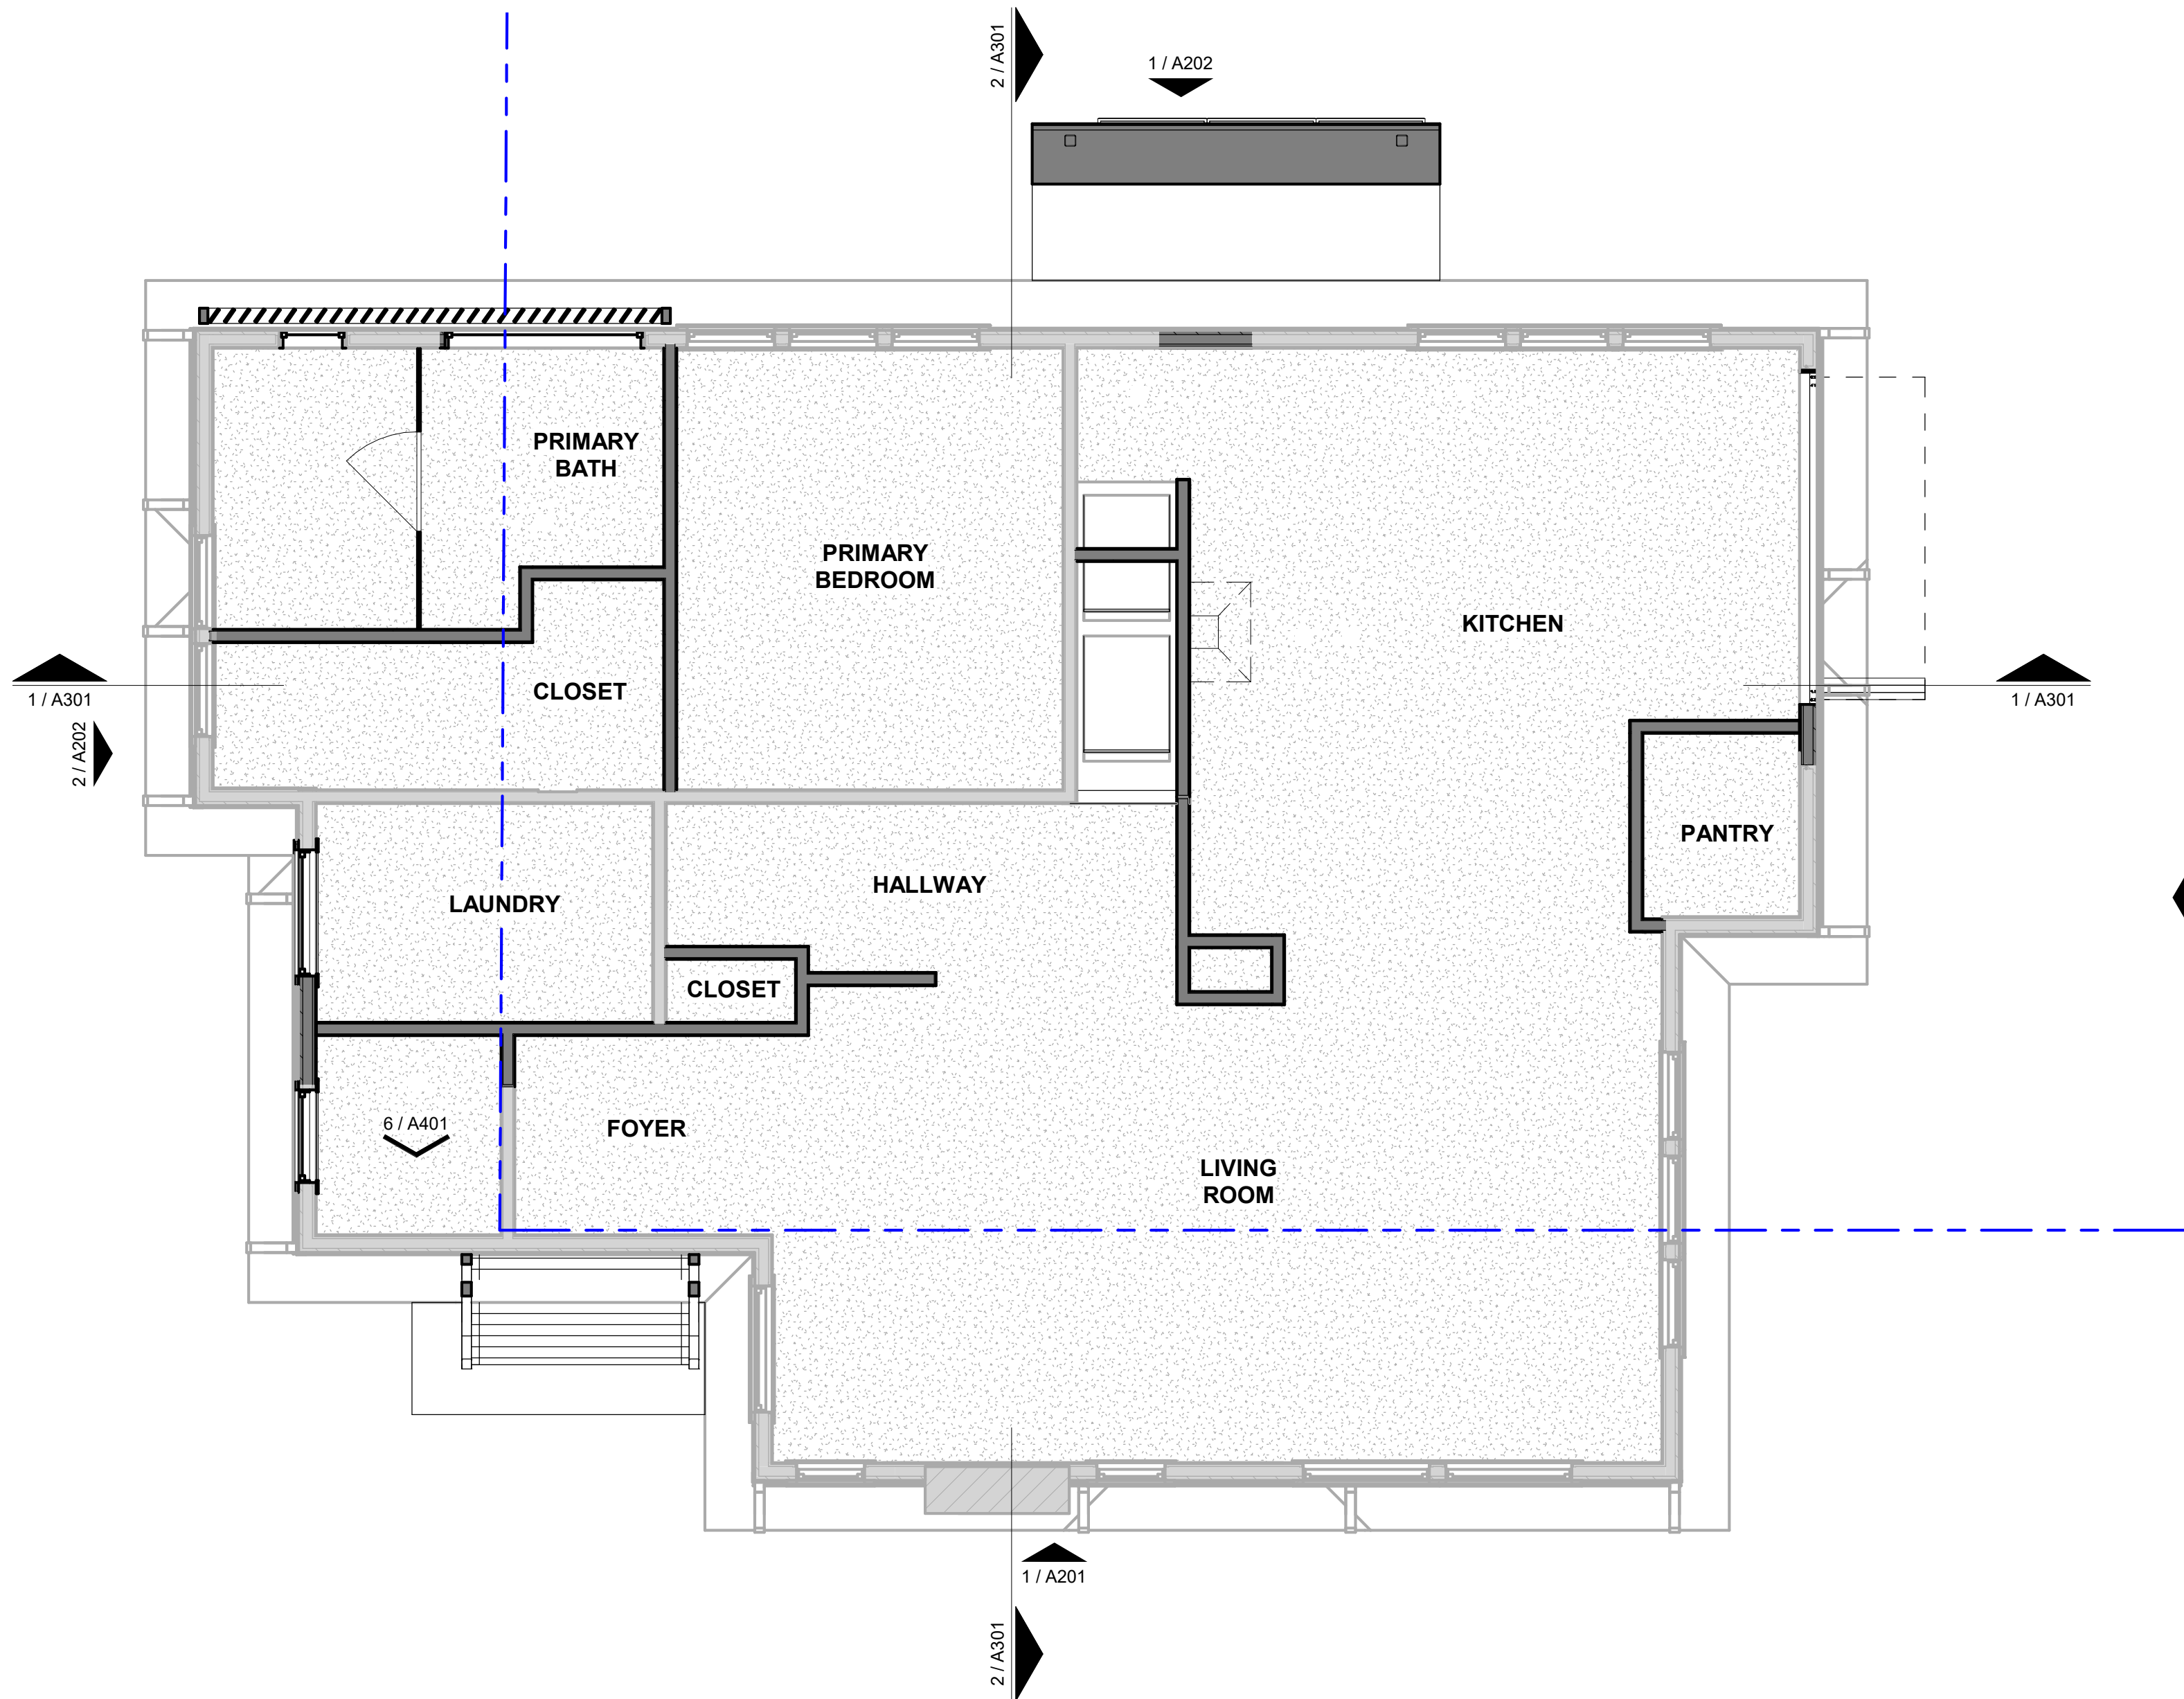 2 / A301
1 / A202
PRIMARY
BATH
PRIMARY
BEDROOM
KITCHEN
CLOSET
1 / A301
1 / A301
2 / A202
PANTRY
HALLWAY
LAUNDRY
CLOSET
6 / A401
FOYER
LIVING
ROOM
1 / A201
2 / A301